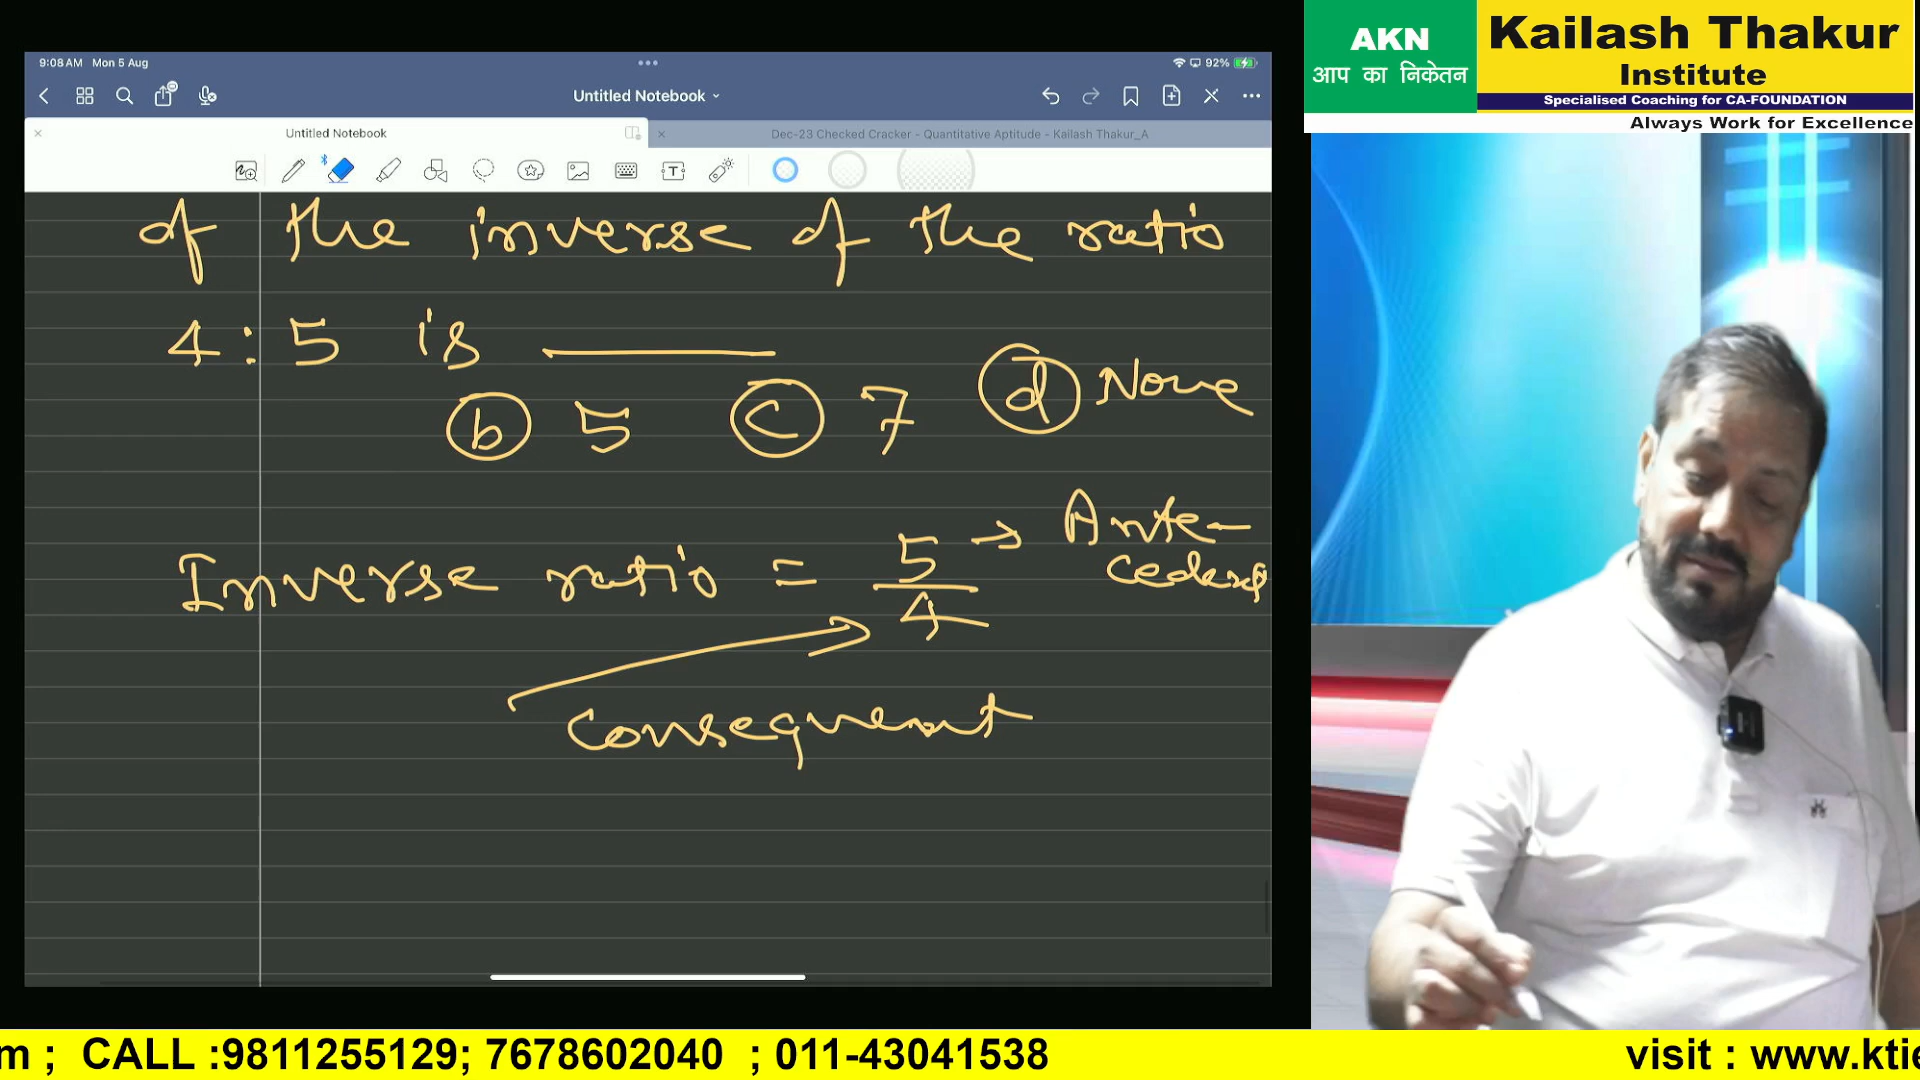 AKN
आप का निकेतन
Kailash Thakur
Institute
Specialised Coaching for CA-FOUNDATION
Always Work for Excellence
9:08 AM Mon 5 Aug
92%
Untitled Notebook
Untitled Notebook
Dec-23 Checked Cracker - Quantitative Aptitude - Kailash Thakur_A
of the inverse of the ratio
4 : 5 is
b 5 c 7 d None
Inverse ratio = 5/4 → Ante-
cedent
Consequent
m ; CALL :9811255129; 7678602040 ; 011-43041538
visit : www.ktie